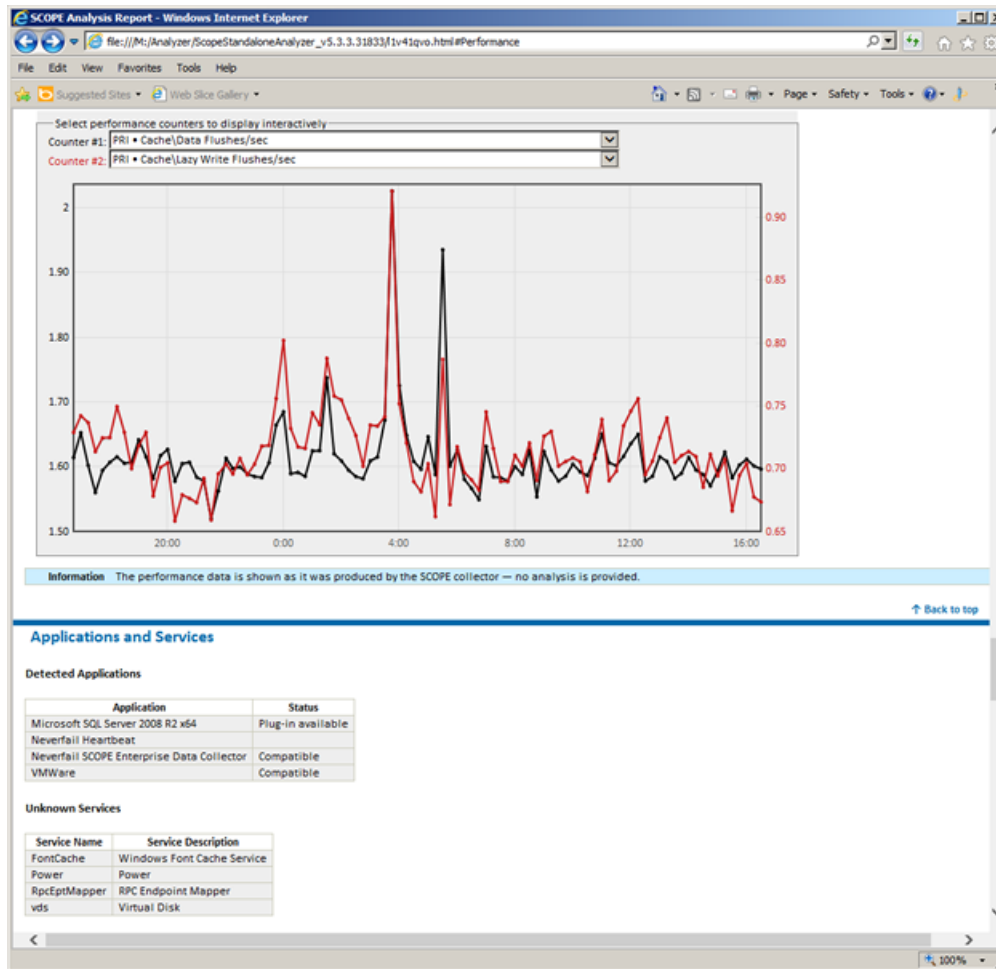 SCOPE Analysis Report - Windows Internet Explorer
file:///M:/Analyzer/ScopeStandaloneAnalyzer_v5.3.3.31833/l1v41qvo.html#Performance
File Edit View Favorites Tools Help
Suggested Sites Web Slice Gallery Page Safety Tools
Select performance counters to display interactively
Counter #1: PRI • Cache\Data Flushes/sec
Counter #2: PRI • Cache\Lazy Write Flushes/sec
2
0.90
1.90
0.85
1.80
0.80
1.70
0.75
1.60
0.70
1.50
0.65
20:00 0:00 4:00 8:00 12:00 16:00
Information The performance data is shown as it was produced by the SCOPE collector — no analysis is provided.
Back to top
Applications and Services
Detected Applications
Application Status
Microsoft SQL Server 2008 R2 x64 Plug-in available
Neverfail Heartbeat
Neverfail SCOPE Enterprise Data Collector Compatible
VMWare Compatible
Unknown Services
Service Name Service Description
FontCache Windows Font Cache Service
Power Power
RpcEptMapper RPC Endpoint Mapper
vds Virtual Disk
100%